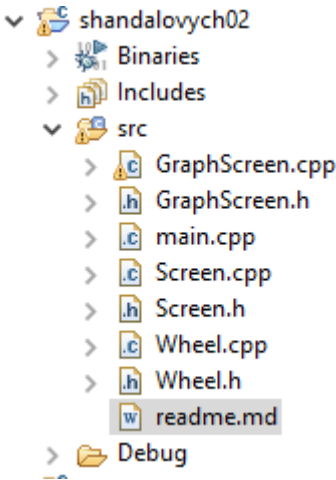 shandalovych02
Binaries
Includes
src
GraphScreen.cpp
GraphScreen.h
main.cpp
Screen.cpp
Screen.h
Wheel.cpp
Wheel.h
readme.md
Debug